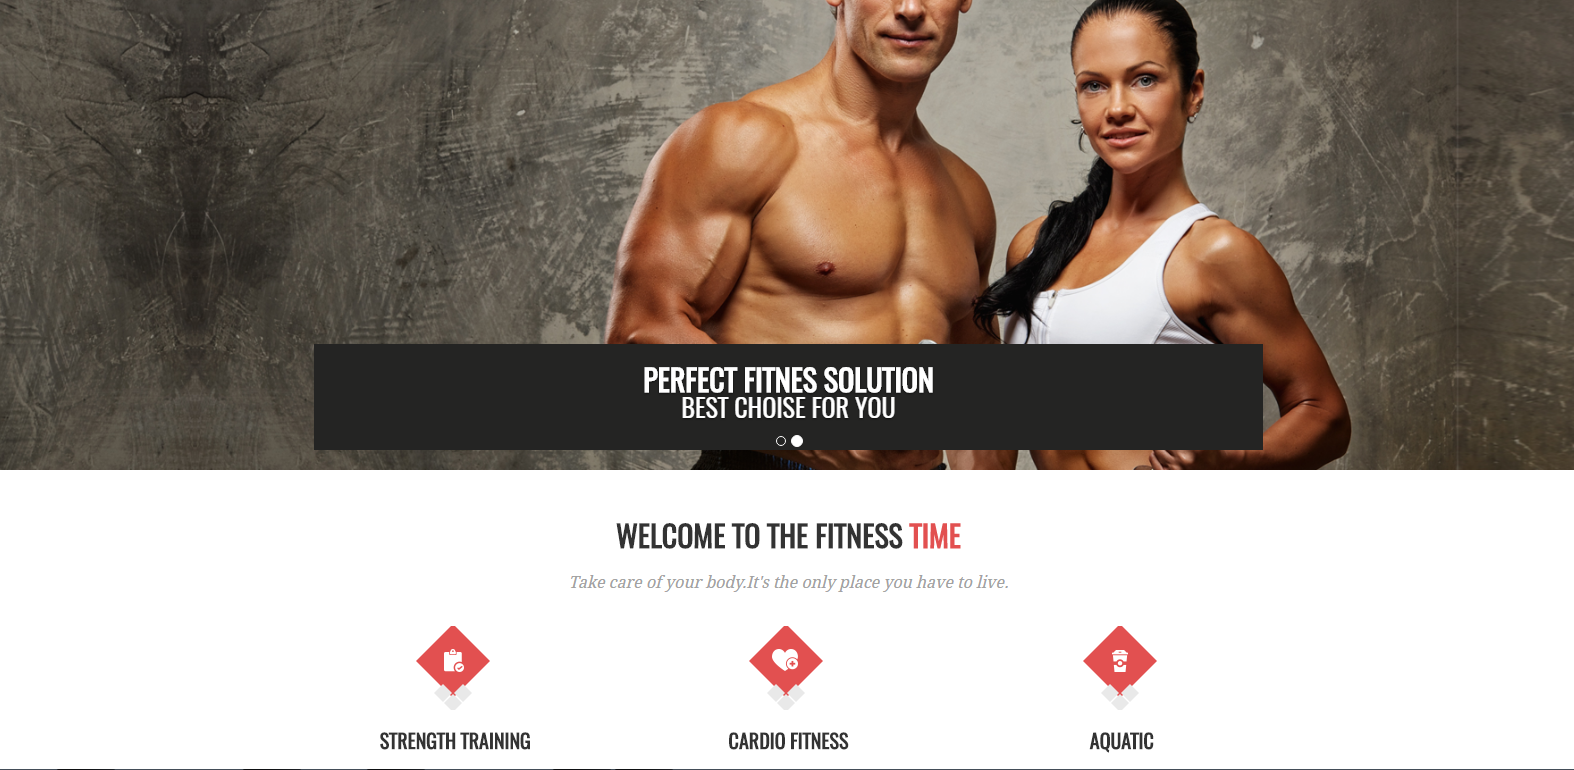 PERFECT FITNES SOLUTION
BEST CHOISE FOR YOU
WELCOME TO THE FITNESS TIME
Take care of your body.It's the only place you have to live.
STRENGTH TRAINING
CARDIO FITNESS
AQUATIC